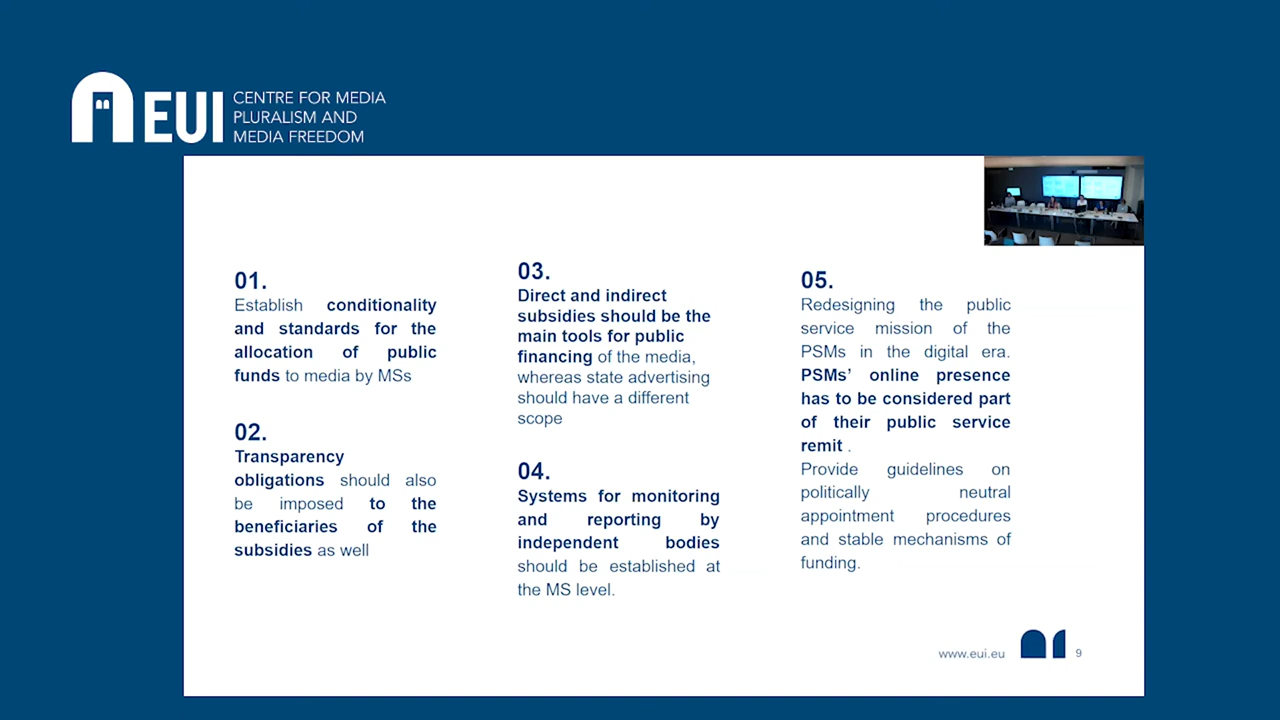 EUI
CENTRE FOR MEDIA
PLURALISM AND
MEDIA FREEDOM
01.
Establish conditionality
and standards for the
allocation of public
funds to media by MSs
02.
Transparency
obligations should also
be imposed to the
beneficiaries of the
subsidies as well
03.
Direct and indirect
subsidies should be the
main tools for public
financing of the media,
whereas state advertising
should have a different
scope
04.
Systems for monitoring
and reporting by
independent bodies
should be established at
the MS level.
05.
Redesigning the public
service mission of the
PSMs in the digital era.
PSMs’ online presence
has to be considered part
of their public service
remit .
Provide guidelines on
politically neutral
appointment procedures
and stable mechanisms of
funding.
www.eui.eu
9